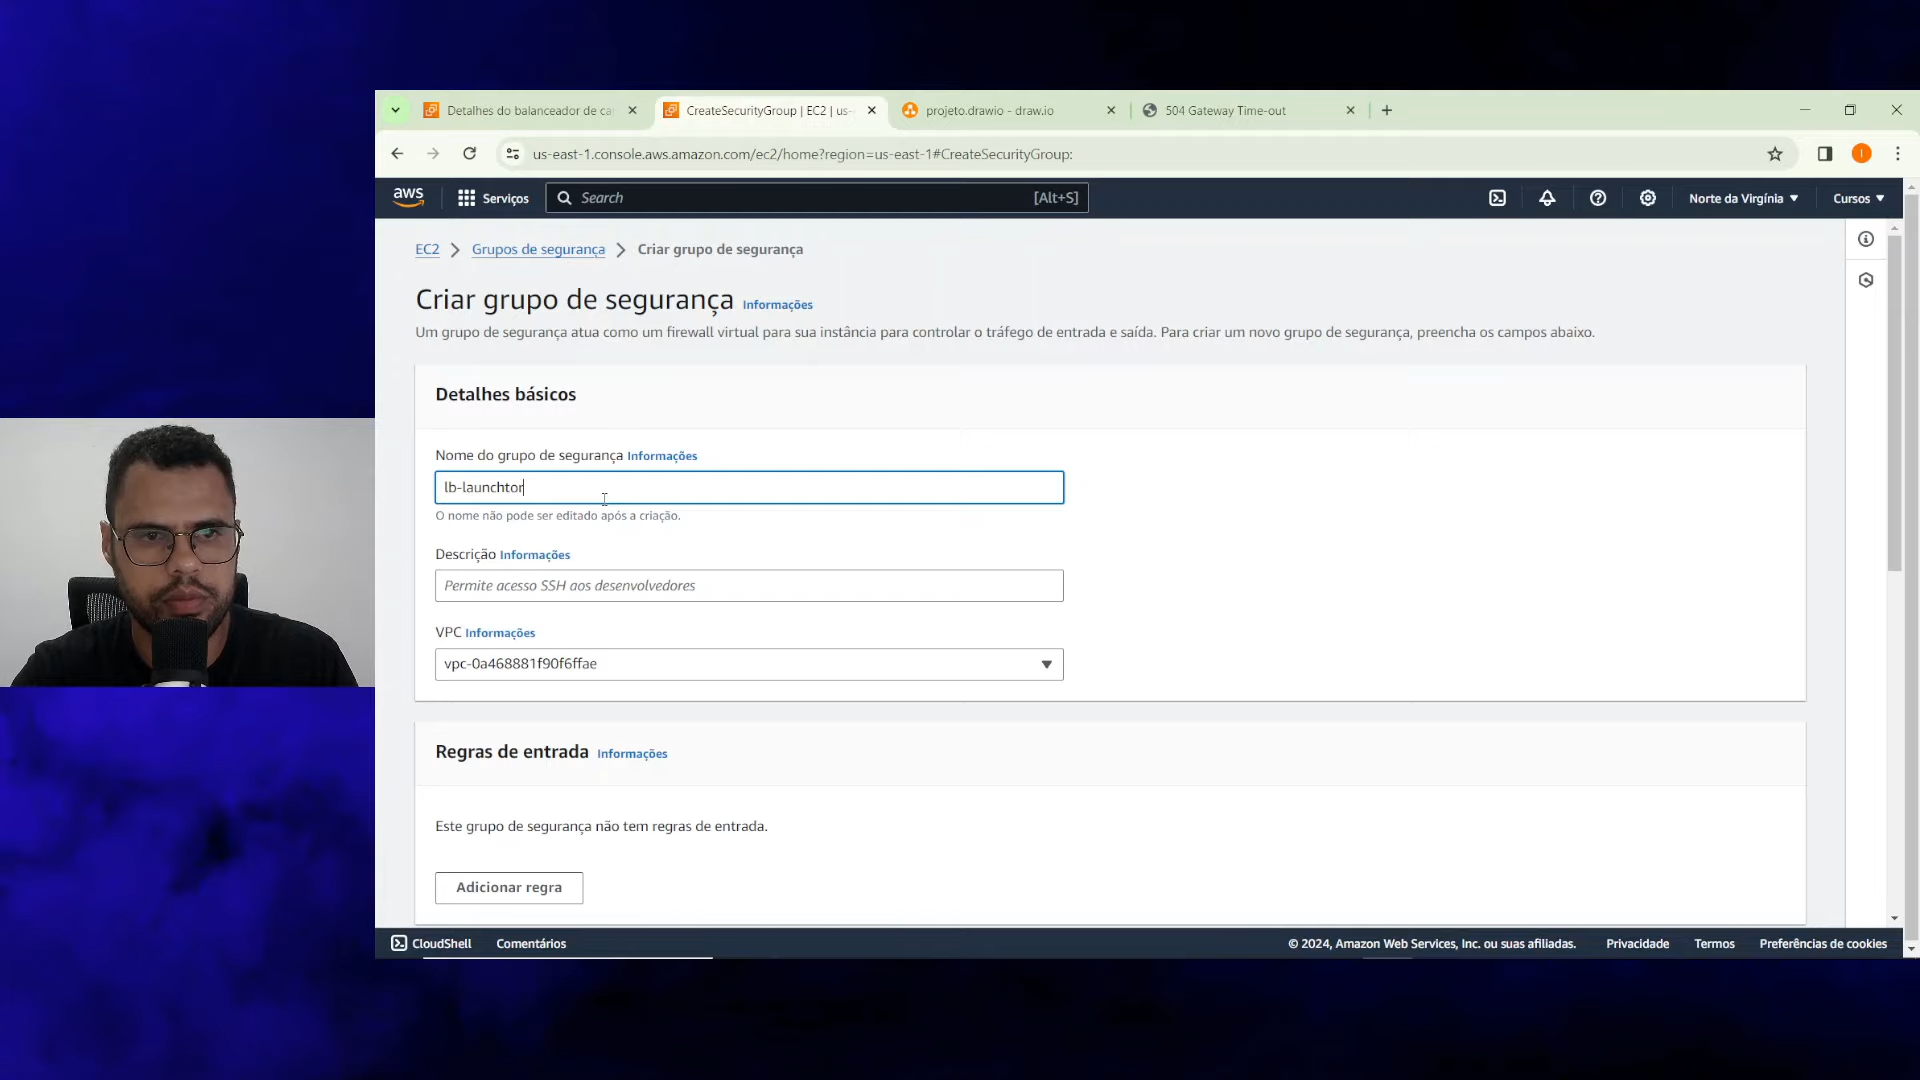 Detalhes do balanceador de ca
CreateSecurityGroup | EC2 | us-
projeto.drawio - draw.io
504 Gateway Time-out
us-east-1.console.aws.amazon.com/ec2/home?region=us-east-1#CreateSecurityGroup:
aws
Serviços
Search
[Alt+S]
Norte da Virgínia
Cursos
EC2
Grupos de segurança
Criar grupo de segurança
Criar grupo de segurança Informações
Um grupo de segurança atua como um firewall virtual para sua instância para controlar o tráfego de entrada e saída. Para criar um novo grupo de segurança, preencha os campos abaixo.
Detalhes básicos
Nome do grupo de segurança Informações
lb-launchtor
O nome não pode ser editado após a criação.
Descrição Informações
Permite acesso SSH aos desenvolvedores
VPC Informações
vpc-0a468881f90f6ffae
Regras de entrada Informações
Este grupo de segurança não tem regras de entrada.
Adicionar regra
CloudShell
Comentários
© 2024, Amazon Web Services, Inc. ou suas afiliadas.
Privacidade
Termos
Preferências de cookies